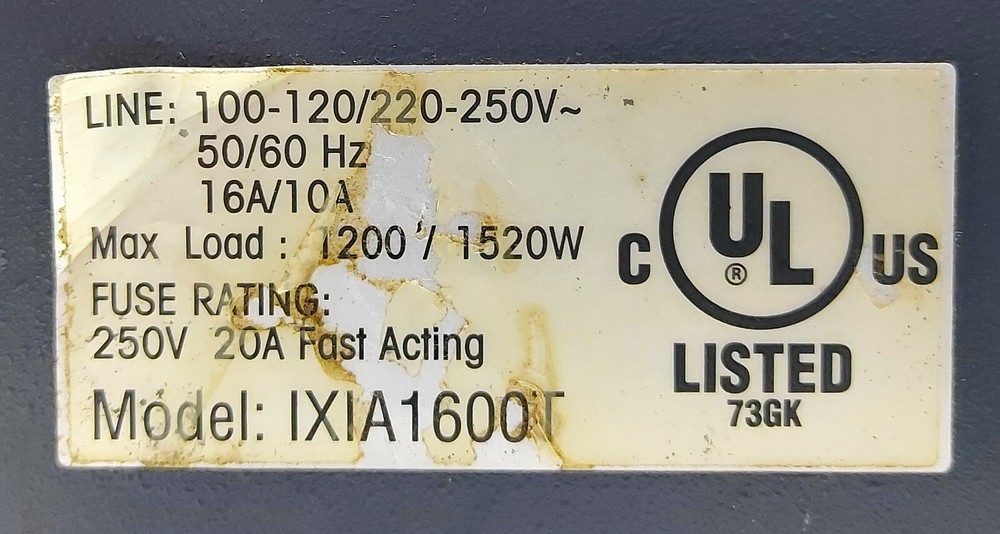 LINE: 100-120/220-250V~
50/60 Hz
16A/10A
Max Load : 1200 / 1520W
FUSE RATING:
250V 20A Fast Acting
Model: IXIA1600T
C UL® US
LISTED
73GK